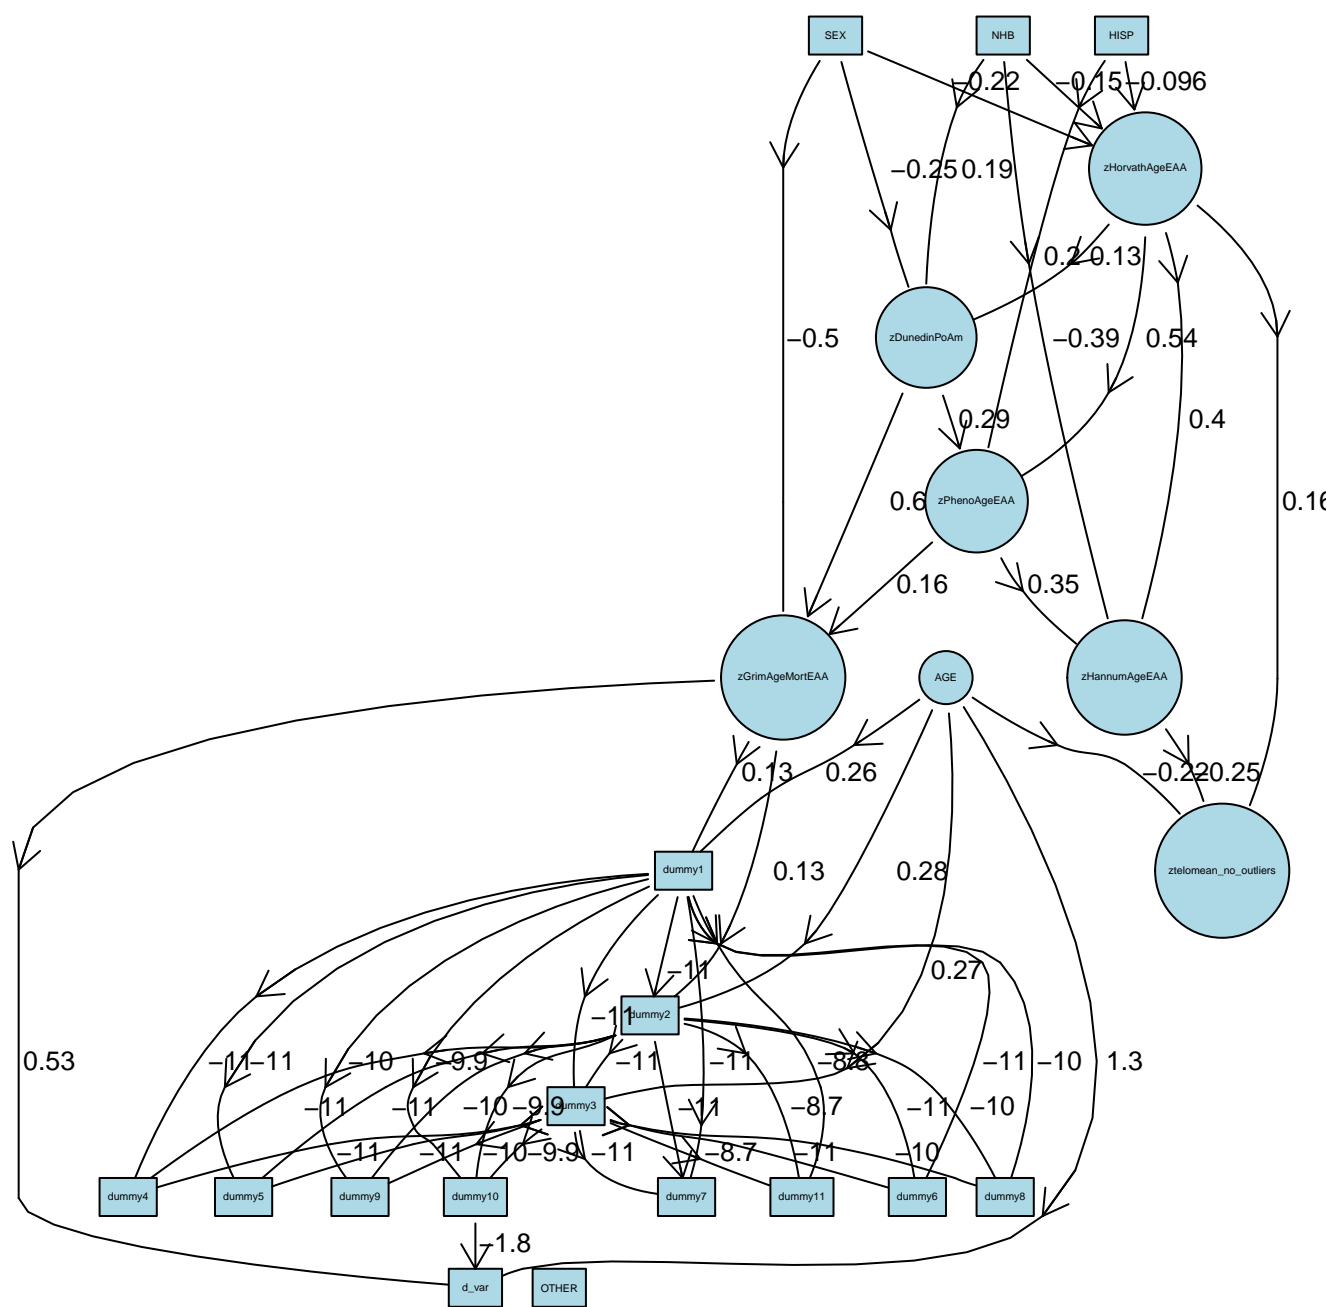 SEX
NHB
HISP
−0.22
−0.15
−0.096
zHorvathAgeEAA
−0.25
0.19
0.2
0.13
zDunedinPoAm
−0.5
−0.39
0.54
0.29
0.4
zPhenoAgeEAA
0.6
0.16
0.16
0.35
zGrimAgeMortEAA
AGE
zHannumAgeEAA
0.13
0.26
−0.22
−0.25
dummy1
0.13
0.28
ztelomean_no_outliers
−11
0.27
−11
dummy2
0.53
−11
−11
−10
−9.9
−11
−11
−8.8
−11
−10
1.3
−11
−11
−10
−9.9
dummy3
−11
−8.7
−11
−10
−11
−11
−10
−9.9
−11
−8.7
−11
−10
dummy4
dummy5
dummy9
dummy10
dummy7
dummy11
dummy6
dummy8
−1.8
d_var
OTHER